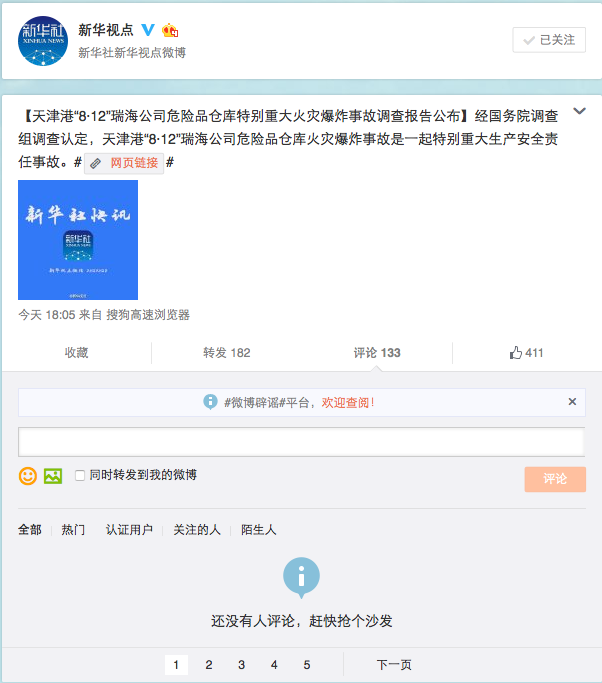 新华社
XINHUA NEWS
新华视点
新华社新华视点微博
已关注
【天津港“8·12”瑞海公司危险品仓库特别重大火灾爆炸事故调查报告公布】经国务院调查
组调查认定，天津港“8·12”瑞海公司危险品仓库火灾爆炸事故是一起特别重大生产安全责
任事故。# 网页链接 #
新华社快讯
新华社
今天 18:05 来自 搜狗高速浏览器
收藏
转发 182
评论 133
411
#微博辟谣#平台，欢迎查阅！
同时转发到我的微博
评论
全部
热门
认证用户
关注的人
陌生人
还没有人评论，赶快抢个沙发
1 2 3 4 5 下一页